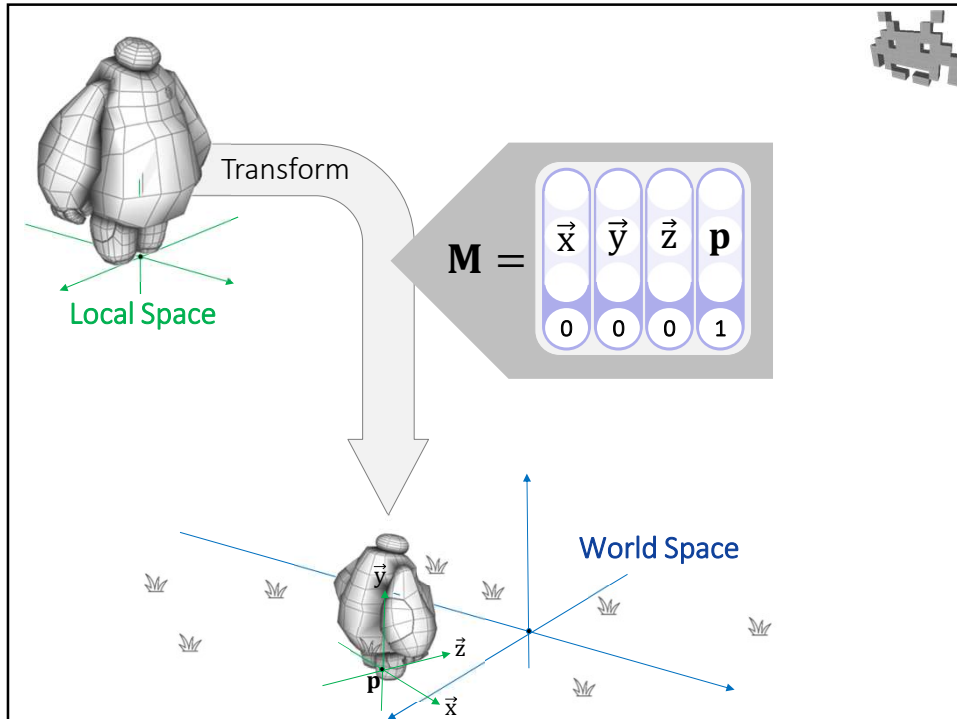 Transform
M =
x⃗ y⃗ z⃗ p
0 0 0 1
Local Space
World Space
y⃗
z⃗
p
x⃗